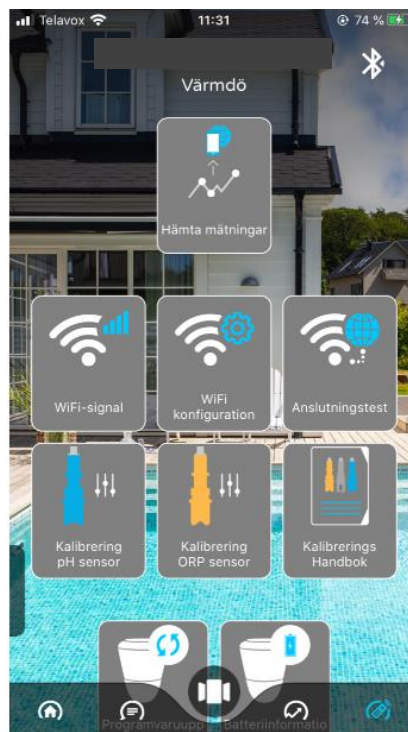 Telavox 11:31 74 %
Värmdö
Hämta mätningar
WiFi-signal
WiFi
konfiguration
Anslutningstest
Kalibrering
pH sensor
Kalibrering
ORP sensor
Kalibrerings
Handbok
Programvaruupp Batteriinformatio